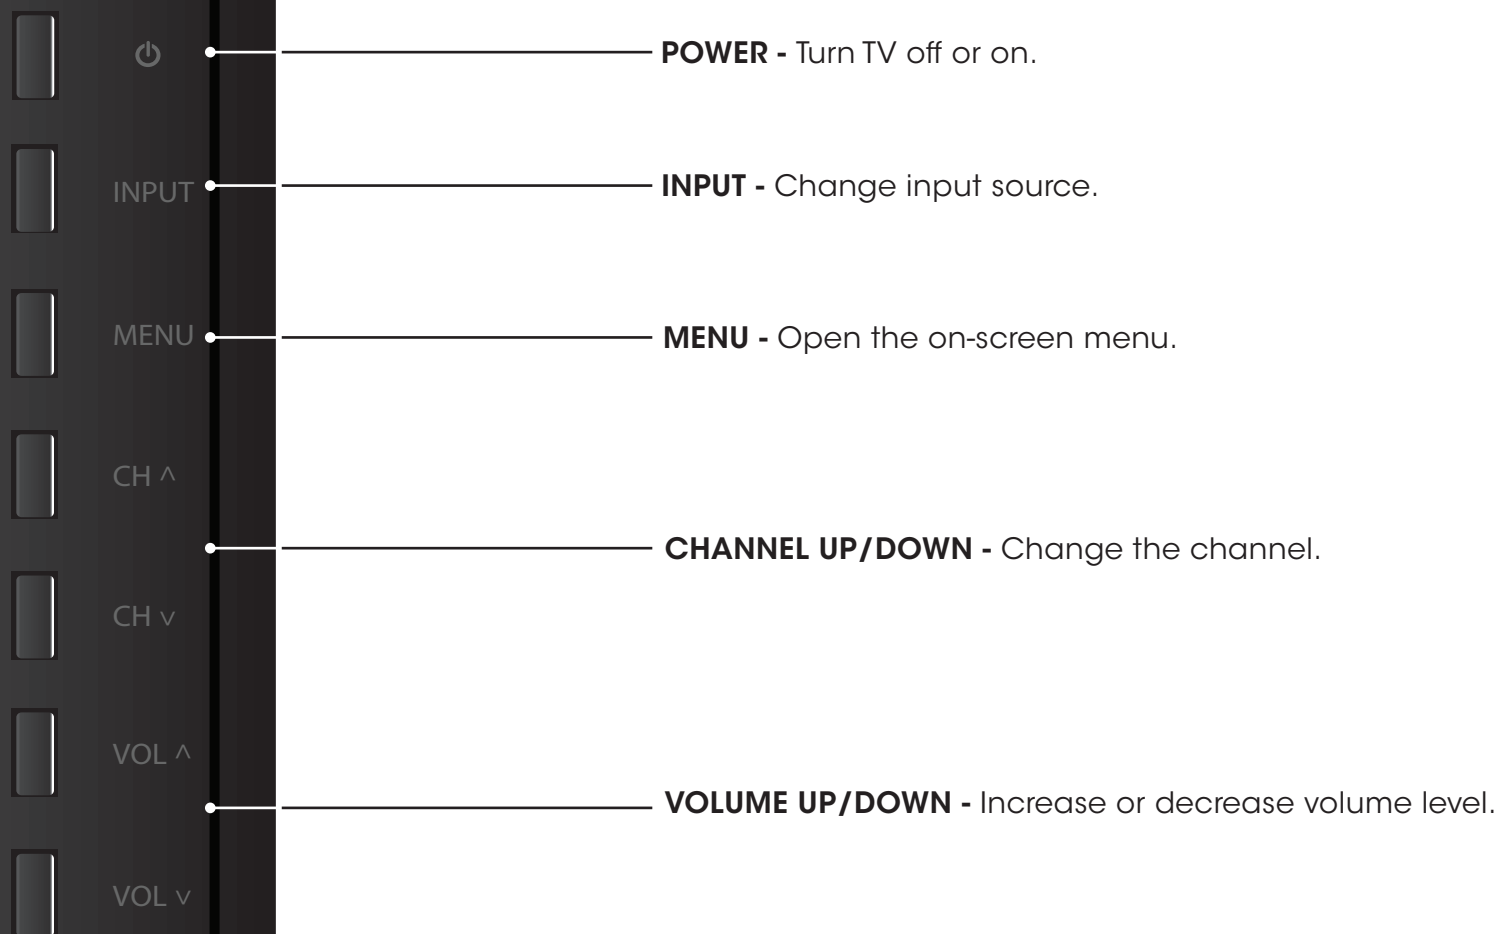 POWER - Turn TV off or on.
INPUT
INPUT - Change input source.
MENU
MENU - Open the on-screen menu.
CH ^
CHANNEL UP/DOWN - Change the channel.
CH v
VOL ^
VOLUME UP/DOWN - Increase or decrease volume level.
VOL v